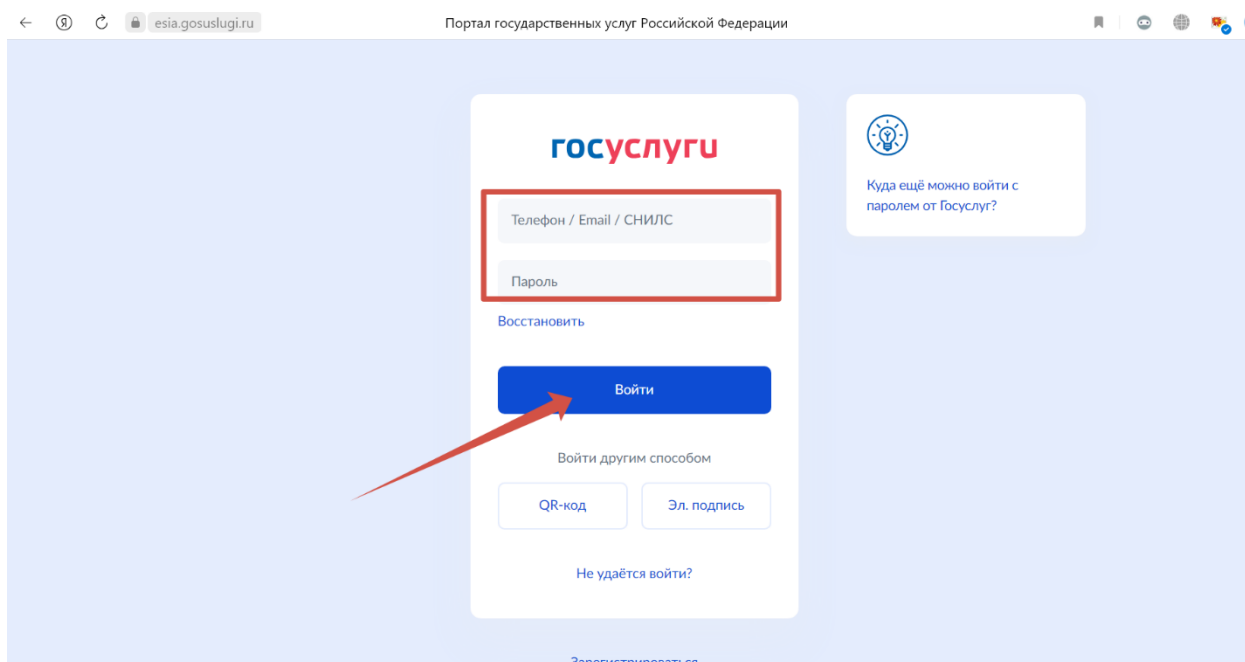 esia.gosuslugi.ru
Портал государственных услуг Российской Федерации
госуслуги
Куда ещё можно войти с
паролем от Госуслуг?
Телефон / Email / СНИЛС
Пароль
Восстановить
Войти
Войти другим способом
QR-код
Эл. подпись
Не удаётся войти?
Зарегистрироваться